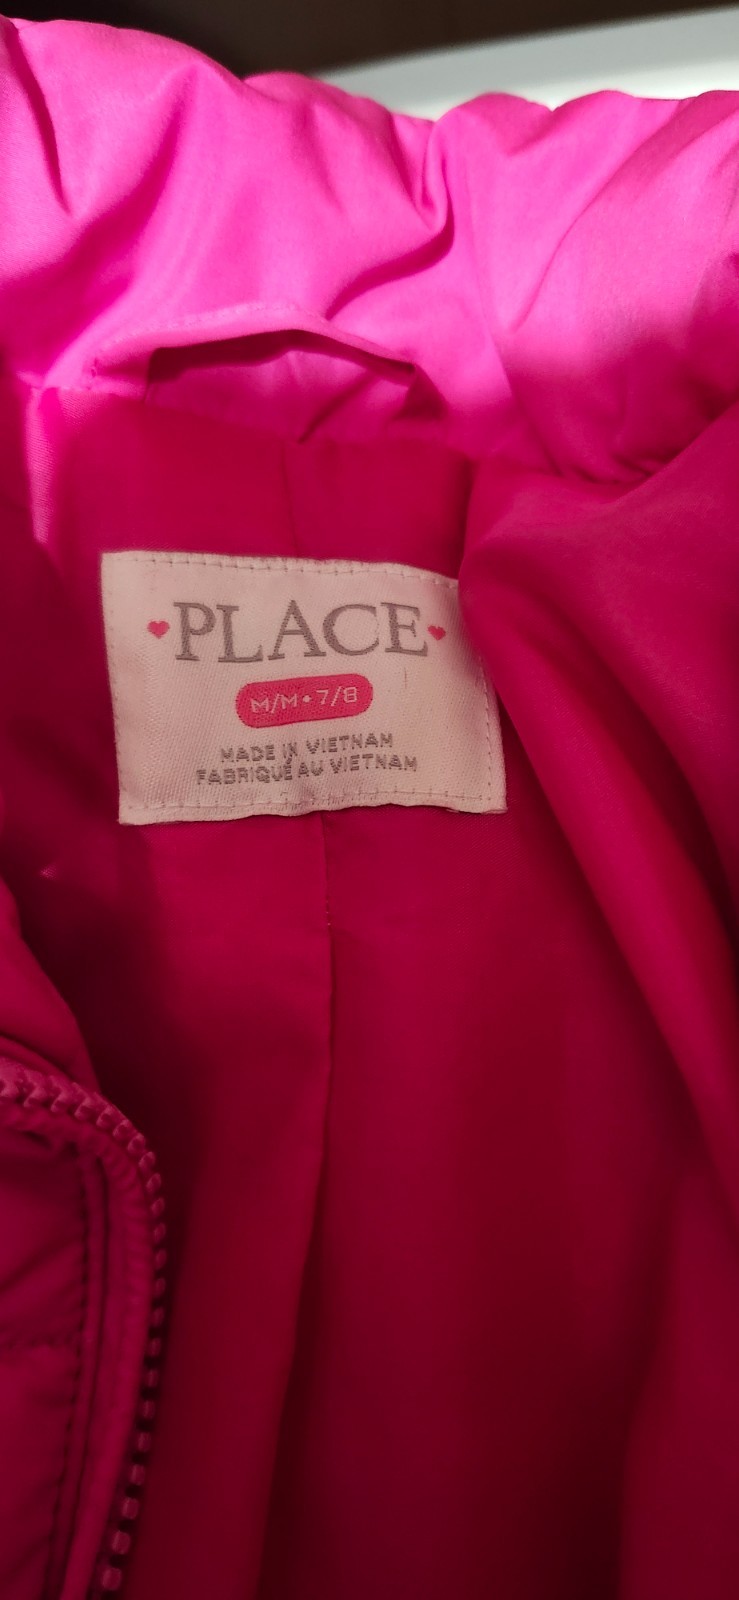 ♥PLACE♥
M/M•7/8
MADE IN VIETNAM
FABRIQUÉ AU VIETNAM